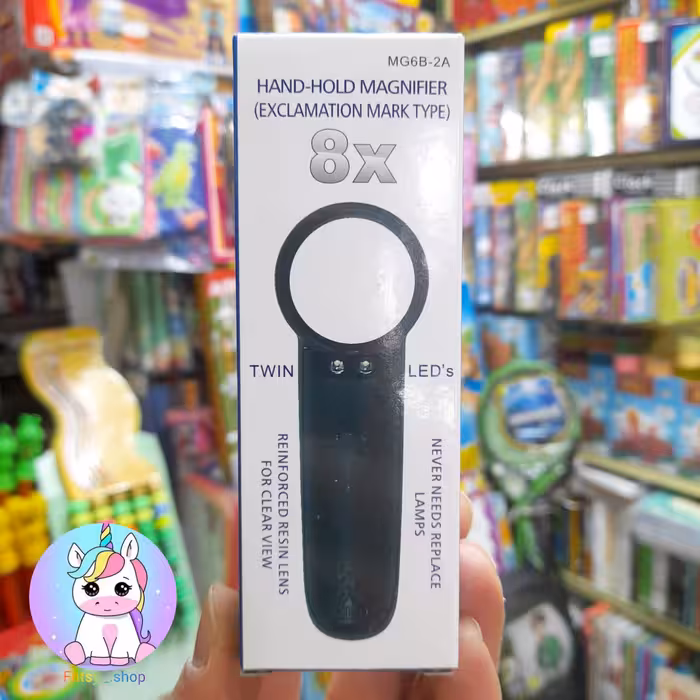 MG6B-2A
HAND-HOLD MAGNIFIER
(EXCLAMATION MARK TYPE)
8x
TWIN
LED's
REINFORCED RESIN LENS
FOR CLEAR VIEW
NEVER NEEDS REPLACE
LAMPS